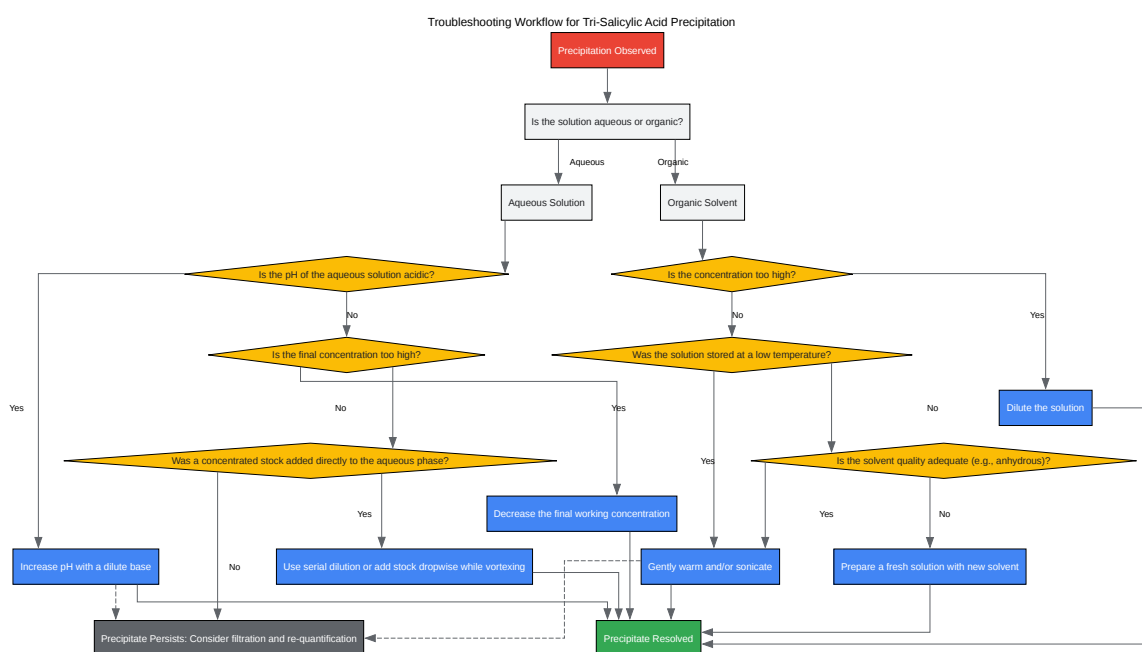 Troubleshooting Workflow for Tri-Salicylic Acid Precipitation
Precipitation Observed
Is the solution aqueous or organic?
Aqueous
Organic
Aqueous Solution
Organic Solvent
Is the pH of the aqueous solution acidic?
Is the concentration too high?
No
No
Yes
Is the final concentration too high?
Was the solution stored at a low temperature?
Yes
No
Yes
No
Dilute the solution
Was a concentrated stock added directly to the aqueous phase?
Yes
Is the solvent quality adequate (e.g., anhydrous)?
Yes
Decrease the final working concentration
Yes
No
Increase pH with a dilute base
No
Use serial dilution or add stock dropwise while vortexing
Gently warm and/or sonicate
Prepare a fresh solution with new solvent
Precipitate Persists: Consider filtration and re-quantification
Precipitate Resolved